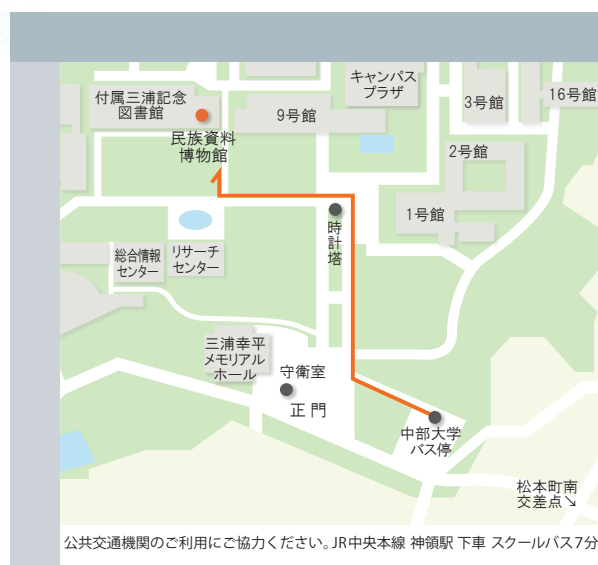 キャンパス
プラザ
付属三浦記念
図書館
9号館
3号館
16号館
民族資料
博物館
2号館
1号館
時計塔
総合情報
センター
リサーチ
センター
三浦幸平
メモリアル
ホール
守衛室
正門
中部大学
バス停
松本町南
交差点↘
公共交通機関のご利用にご協力ください。JR中央本線 神領駅 下車 スクールバス7分